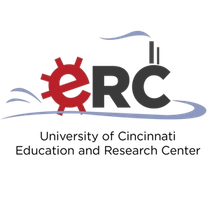 eRC
University of Cincinnati
Education and Research Center